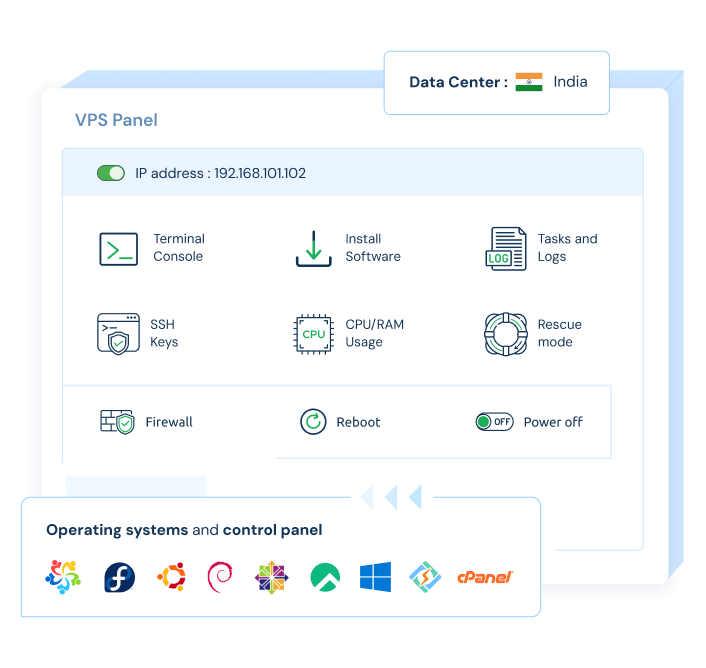 Data Center : India
VPS Panel
IP address : 192.168.101.102
Terminal
Console
Install
Software
LOG
Tasks and
Logs
SSH
Keys
CPU
CPU/RAM
Usage
Rescue
mode
Firewall
Reboot
OFF
Power off
Operating systems and control panel
cPanel